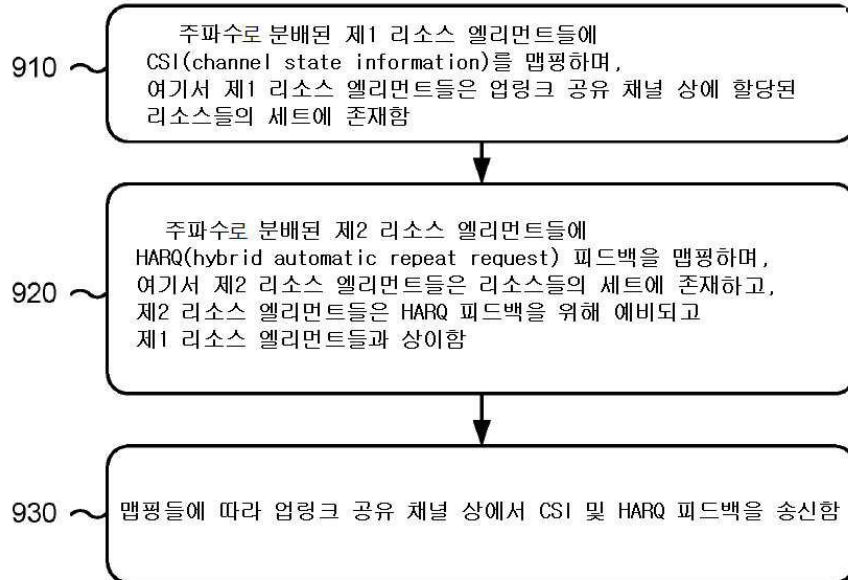 910
주파수로 분배된 제1 리소스 엘리먼트들에
CSI(channel state information)를 맵핑하며,
여기서 제1 리소스 엘리먼트들은 업링크 공유 채널 상에 할당된
리소스들의 세트에 존재함
920
주파수로 분배된 제2 리소스 엘리먼트들에
HARQ(hybrid automatic repeat request) 피드백을 맵핑하며,
여기서 제2 리소스 엘리먼트들은 리소스들의 세트에 존재하고,
제2 리소스 엘리먼트들은 HARQ 피드백을 위해 예비되고
제1 리소스 엘리먼트들과 상이함
930
맵핑들에 따라 업링크 공유 채널 상에서 CSI 및 HARQ 피드백을 송신함